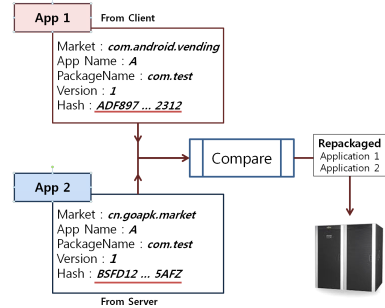 App 1
From Client
Market : com.android.vending
App Name : A
PackageName : com.test
Version : 1
Hash : ADF897 ... 2312
Compare
Repackaged
Application 1
Application 2
App 2
Market : cn.goapk.market
App Name : A
PackageName : com.test
Version : 1
Hash : BSFD12 ... 5AFZ
From Server